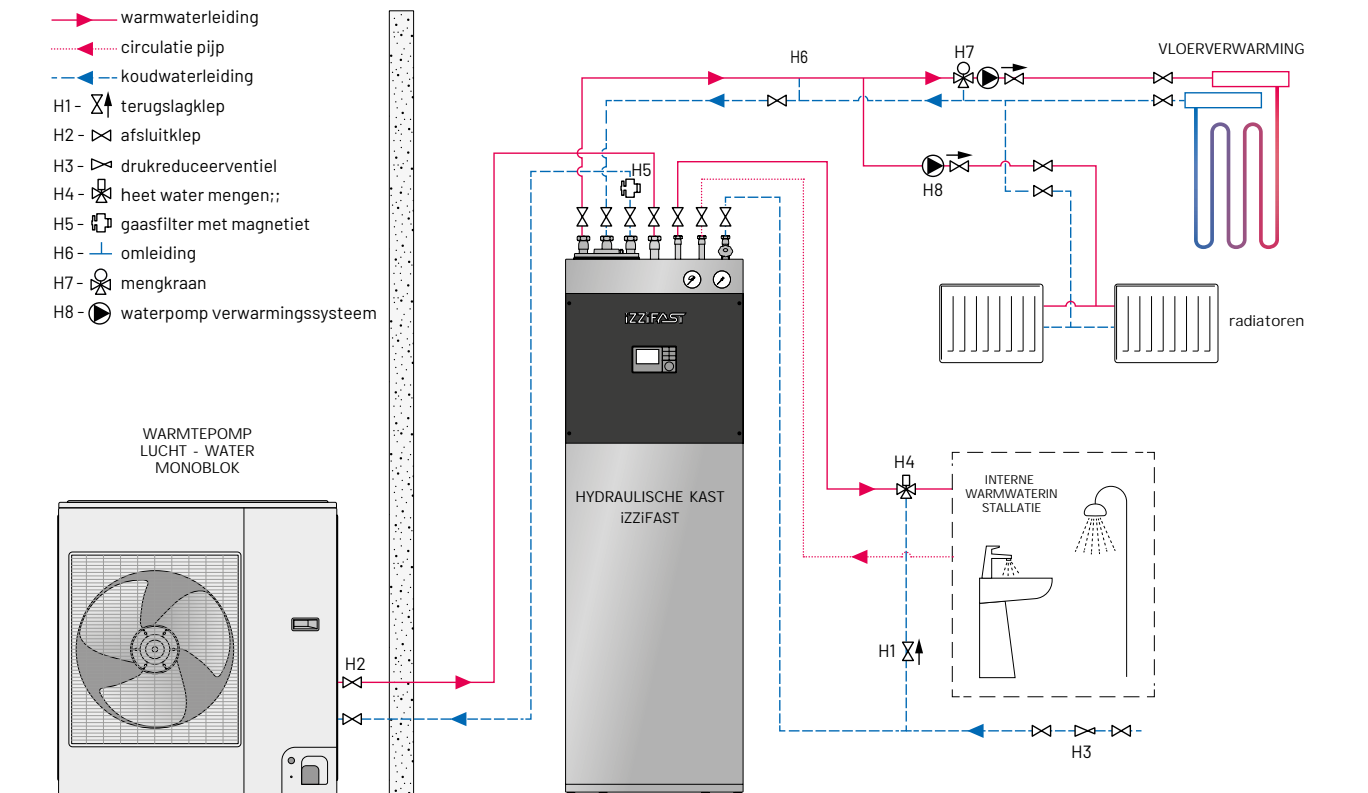 warmwaterleiding
circulatie pijp
koudwaterleiding
H1 - terugslagklep
H2 - afsluitklep
H3 - drukreduceerventiel
H4 - heet water mengen;;
H5 - gaasfilter met magnetiet
H6 - omleiding
H7 - mengkraan
H8 - waterpomp verwarmingssysteem
H6
H7
VLOERVERWARMING
H5
H8
iZZiFAST
radiatoren
WARMTEPOMP
LUCHT - WATER
MONOBLOK
HYDRAULISCHE KAST
iZZiFAST
H4
INTERNE
WARMWATERIN
STALLATIE
H2
H1
H3